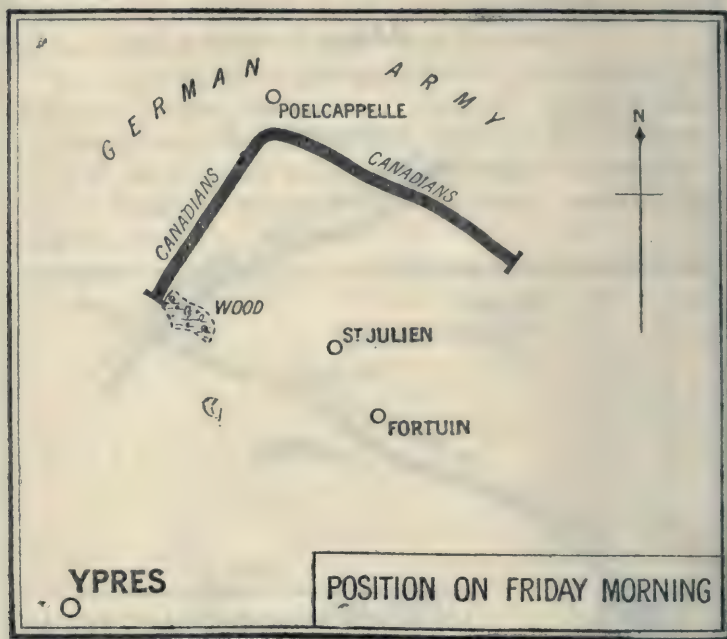 GERMAN ARMY
POELCAPPELLE
N
CANADIANS
CANADIANS
WOOD
ST JULIEN
FORTUIN
YPRES
POSITION ON FRIDAY MORNING